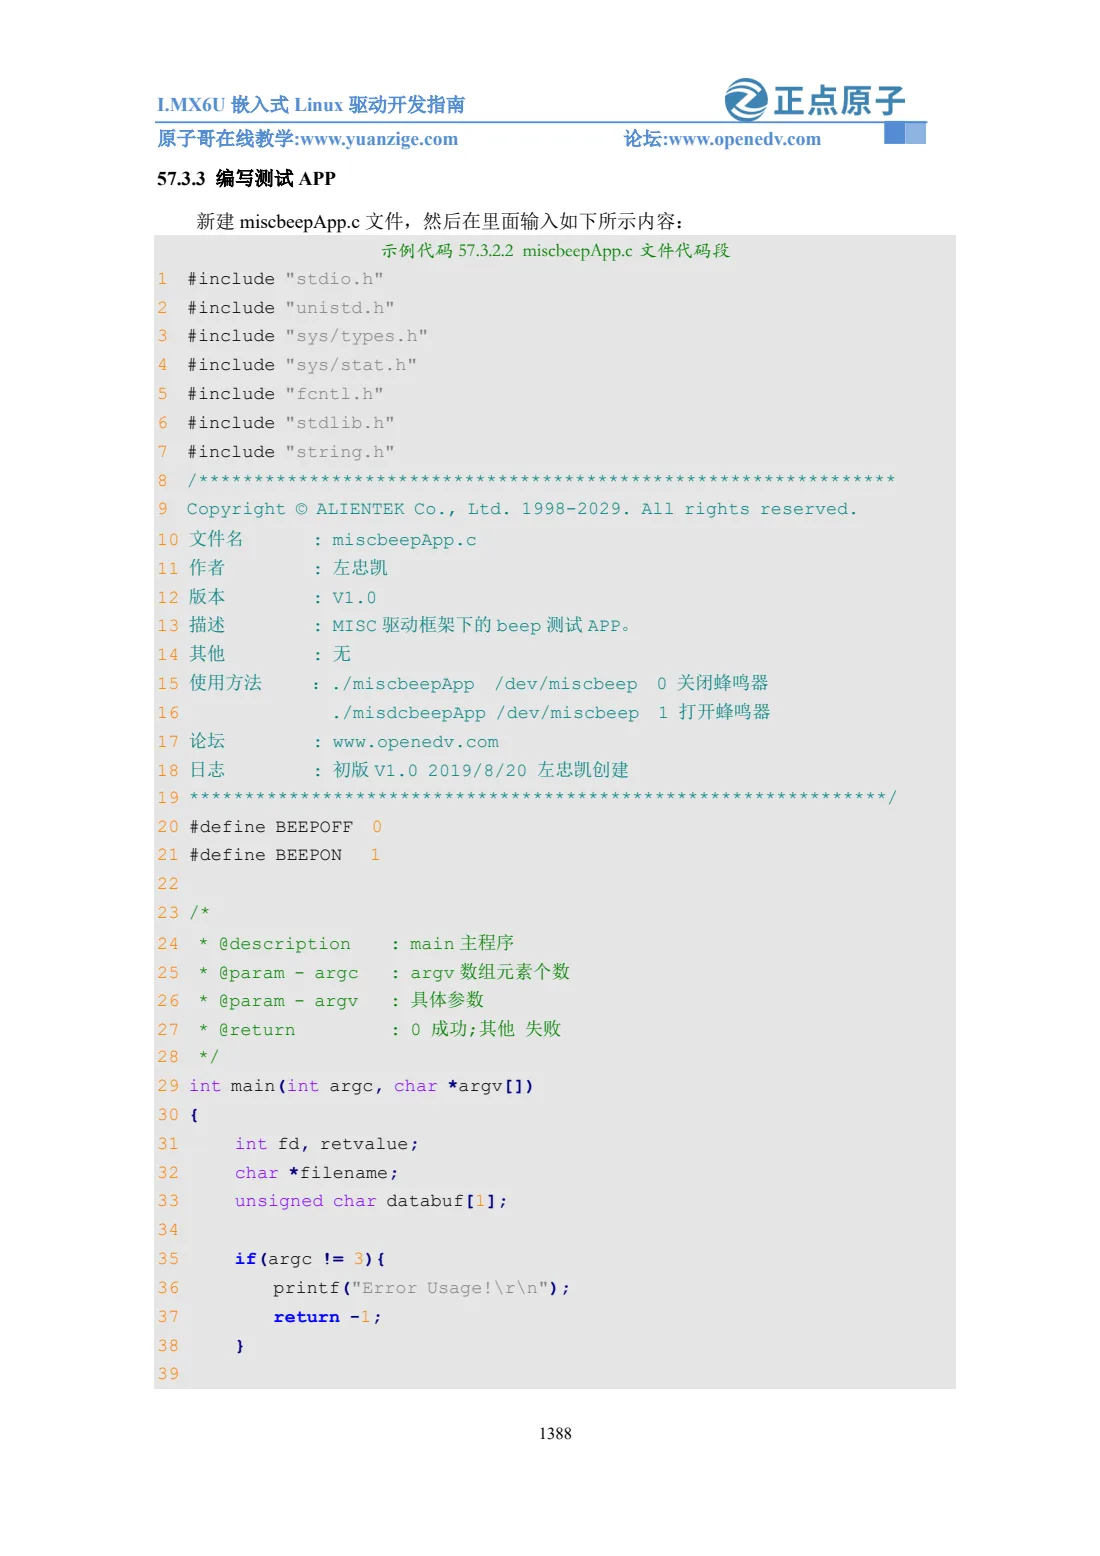 I.MX6U 嵌入式 Linux 驱动开发指南
正点原子
原子哥在线教学:www.yuanzige.com 论坛:www.openedv.com
57.3.3 编写测试 APP
新建 miscbeepApp.c 文件，然后在里面输入如下所示内容：
示例代码 57.3.2.2 miscbeepApp.c 文件代码段
1 #include "stdio.h"
2 #include "unistd.h"
3 #include "sys/types.h"
4 #include "sys/stat.h"
5 #include "fcntl.h"
6 #include "stdlib.h"
7 #include "string.h"
8 /***************************************************************
9 Copyright © ALIENTEK Co., Ltd. 1998-2029. All rights reserved.
10 文件名 : miscbeepApp.c
11 作者 : 左忠凯
12 版本 : V1.0
13 描述 : MISC 驱动框架下的 beep 测试 APP。
14 其他 : 无
15 使用方法 : ./miscbeepApp /dev/miscbeep 0 关闭蜂鸣器
16 ./misdcbeepApp /dev/miscbeep 1 打开蜂鸣器
17 论坛 : www.openedv.com
18 日志 : 初版 V1.0 2019/8/20 左忠凯创建
19 ***************************************************************/
20 #define BEEPOFF 0
21 #define BEEPON 1
22
23 /*
24 * @description : main 主程序
25 * @param - argc : argv 数组元素个数
26 * @param - argv : 具体参数
27 * @return : 0 成功;其他 失败
28 */
29 int main(int argc, char *argv[])
30 {
31 int fd, retvalue;
32 char *filename;
33 unsigned char databuf[1];
34
35 if(argc != 3){
36 printf("Error Usage!\r\n");
37 return -1;
38 }
39
1388